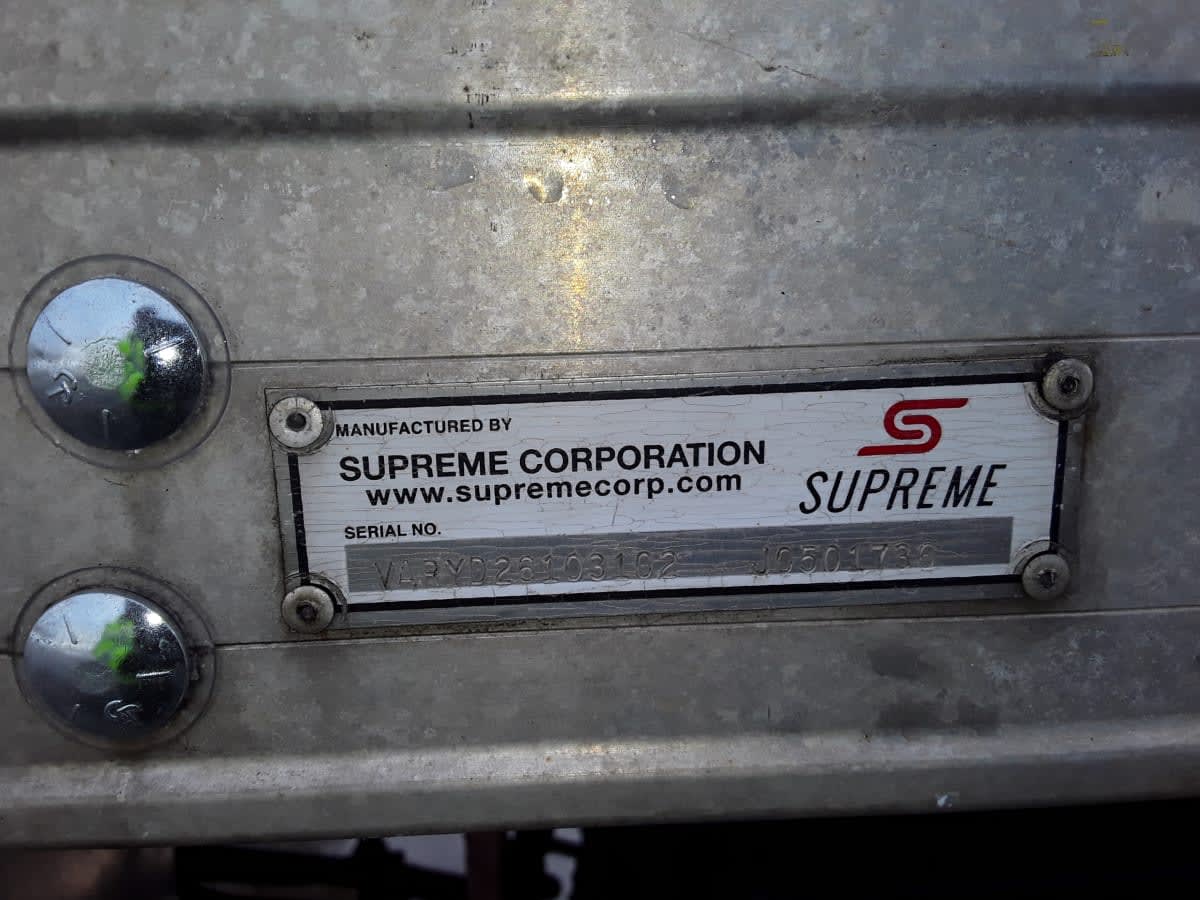 MANUFACTURED BY
SUPREME CORPORATION
www.supremecorp.com
SUPREME
SERIAL NO.